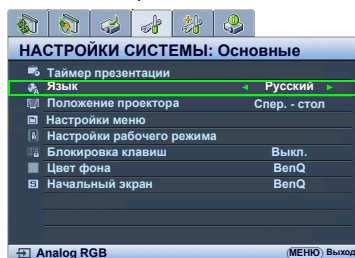 НАСТРОЙКИ СИСТЕМЫ: Основные
Таймер презентации
Язык Русский
Положение проектора Спер. - стол
Настройки меню
Настройки рабочего режима
Блокировка клавиш Выкл.
Цвет фона BenQ
Начальный экран BenQ
Analog RGB МЕНЮ Выход